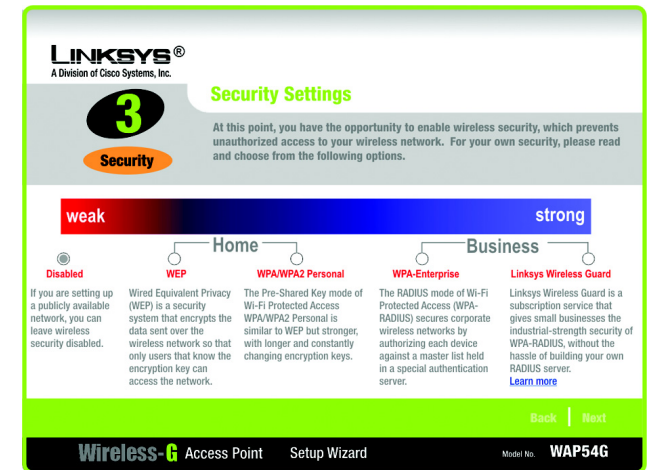 LINKSYS®
A Division of Cisco Systems, Inc.
3
Security
Security Settings
At this point, you have the opportunity to enable wireless security, which prevents
unauthorized access to your wireless network. For your own security, please read
and choose from the following options.
weak
strong
Home
Business
Disabled
If you are setting up
a publicly available
network, you can
leave wireless
security disabled.
WEP
Wired Equivalent Privacy
(WEP) is a security
system that encrypts the
data sent over the
wireless network so that
only users that know the
encryption key can
access the network.
WPA/WPA2 Personal
The Pre-Shared Key mode of
Wi-Fi Protected Access
WPA/WPA2 Personal is
similar to WEP but stronger,
with longer and constantly
changing encryption keys.
WPA-Enterprise
The RADIUS mode of Wi-Fi
Protected Access (WPA-
RADIUS) secures corporate
wireless networks by
authorizing each device
against a master list held
in a special authentication
server.
Linksys Wireless Guard
Linksys Wireless Guard is a
subscription service that
gives small businesses the
industrial-strength security of
WPA-RADIUS, without the
hassle of building your own
RADIUS server.
Learn more
Back | Next
Wireless-G Access Point Setup Wizard
Model No. WAP54G